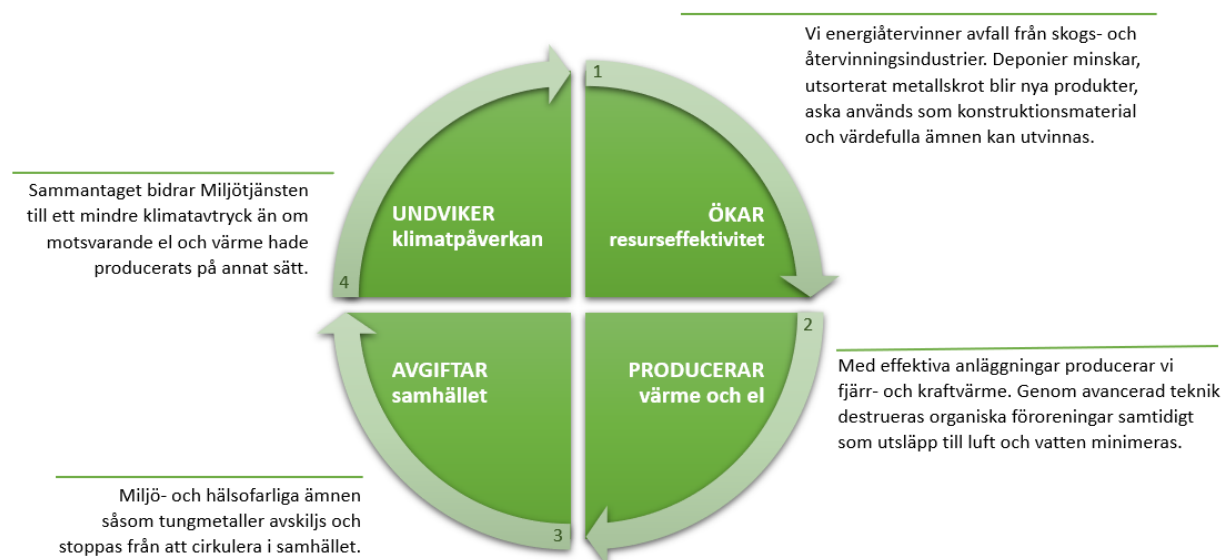 1
Vi energiåtervinner avfall från skogs- och
återvinningsindustrier. Deponier minskar,
utsorterat metallskrot blir nya produkter,
aska används som konstruktionsmaterial
och värdefulla ämnen kan utvinnas.
ÖKAR
resurseffektivitet
2
PRODUCERAR
värme och el
Med effektiva anläggningar producerar vi
fjärr- och kraftvärme. Genom avancerad teknik
destrueras organiska föroreningar samtidigt
som utsläpp till luft och vatten minimeras.
3
AVGIFTAR
samhället
Miljö- och hälsofarliga ämnen
såsom tungmetaller avskiljs och
stoppas från att cirkulera i samhället.
4
UNDVIKER
klimatpåverkan
Sammantaget bidrar Miljötjänsten
till ett mindre klimatavtryck än om
motsvarande el och värme hade
producerats på annat sätt.